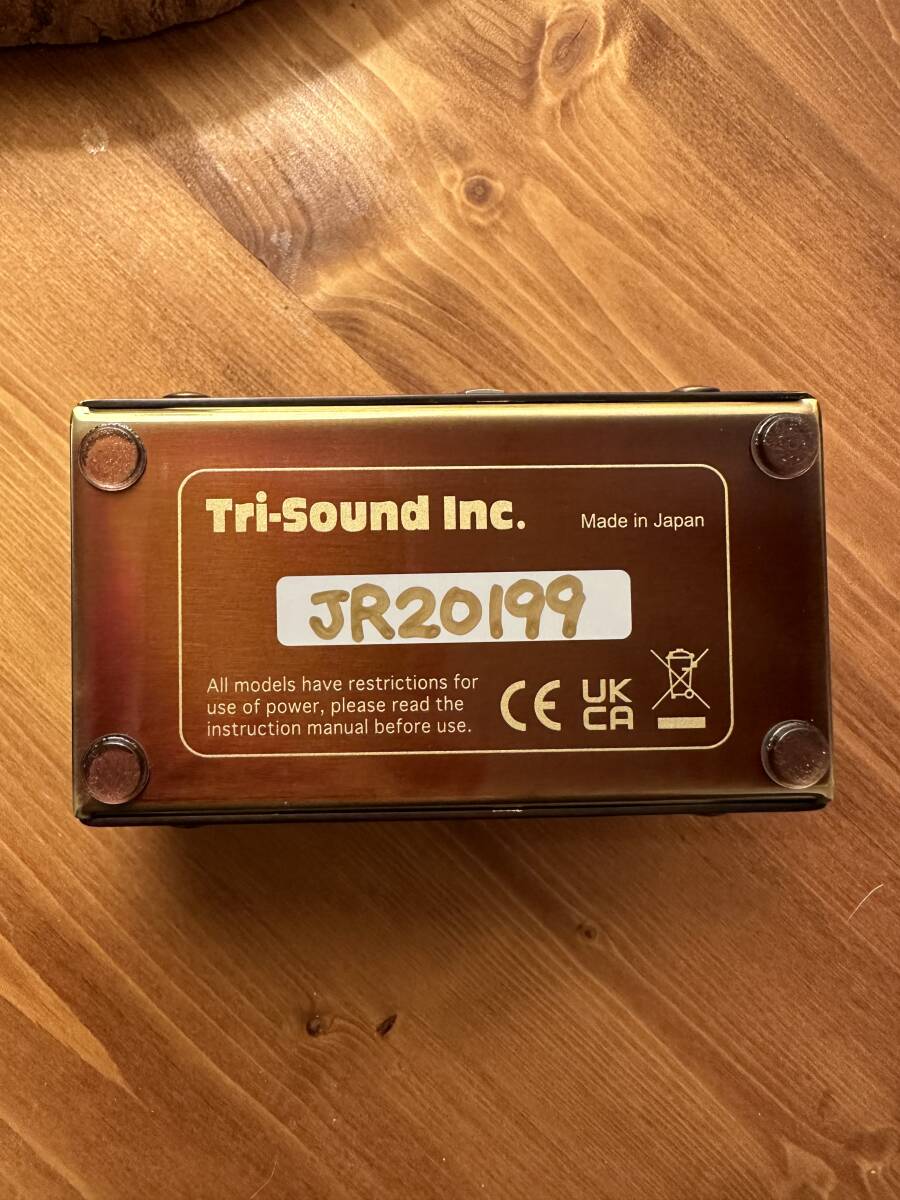 Tri-Sound Inc.
Made in Japan
JR20199
All models have restrictions for
use of power, please read the
instruction manual before use.
CE
UK
CA